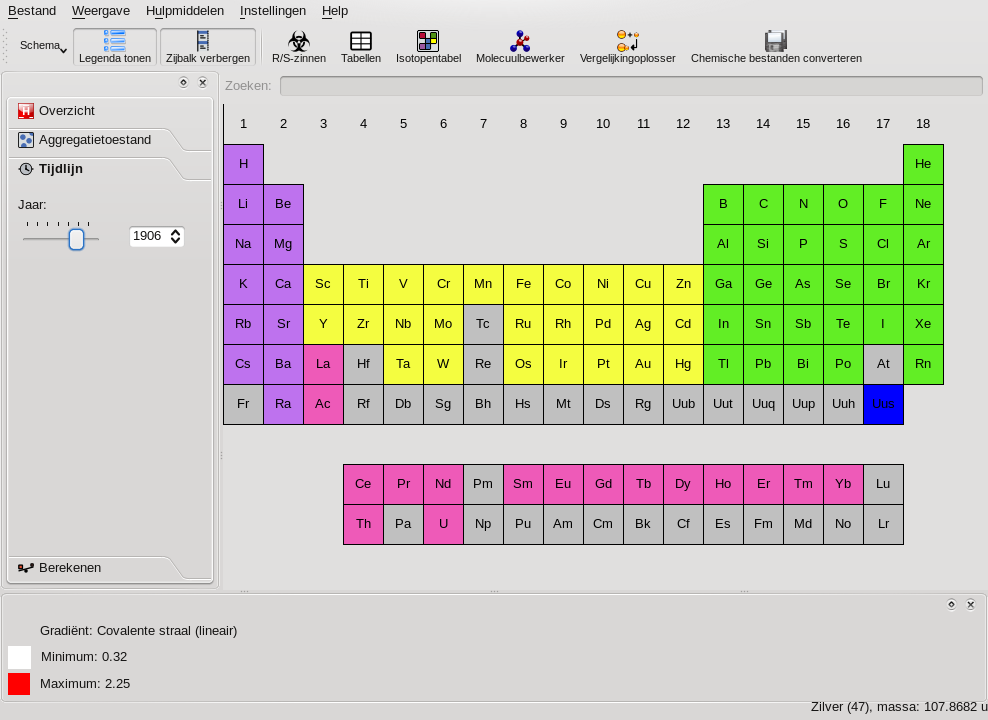 Bestand Weergave Hulpmiddelen Instellingen Help
Schema Legenda tonen Zijbalk verbergen R/S-zinnen Tabellen Isotopentabel Molecuulbewerker Vergelijkingoplosser Chemische bestanden converteren
Zoeken:
Overzicht
Aggregatietoestand
Tijdlijn
Jaar:
1906
Berekenen
1 2 3 4 5 6 7 8 9 10 11 12 13 14 15 16 17 18
H He
Li Be B C N O F Ne
Na Mg Al Si P S Cl Ar
K Ca Sc Ti V Cr Mn Fe Co Ni Cu Zn Ga Ge As Se Br Kr
Rb Sr Y Zr Nb Mo Tc Ru Rh Pd Ag Cd In Sn Sb Te I Xe
Cs Ba La Hf Ta W Re Os Ir Pt Au Hg Tl Pb Bi Po At Rn
Fr Ra Ac Rf Db Sg Bh Hs Mt Ds Rg Uub Uut Uuq Uup Uuh Uus
Ce Pr Nd Pm Sm Eu Gd Tb Dy Ho Er Tm Yb Lu
Th Pa U Np Pu Am Cm Bk Cf Es Fm Md No Lr
Gradiënt: Covalente straal (lineair)
Minimum: 0.32
Maximum: 2.25
Zilver (47), massa: 107.8682 u